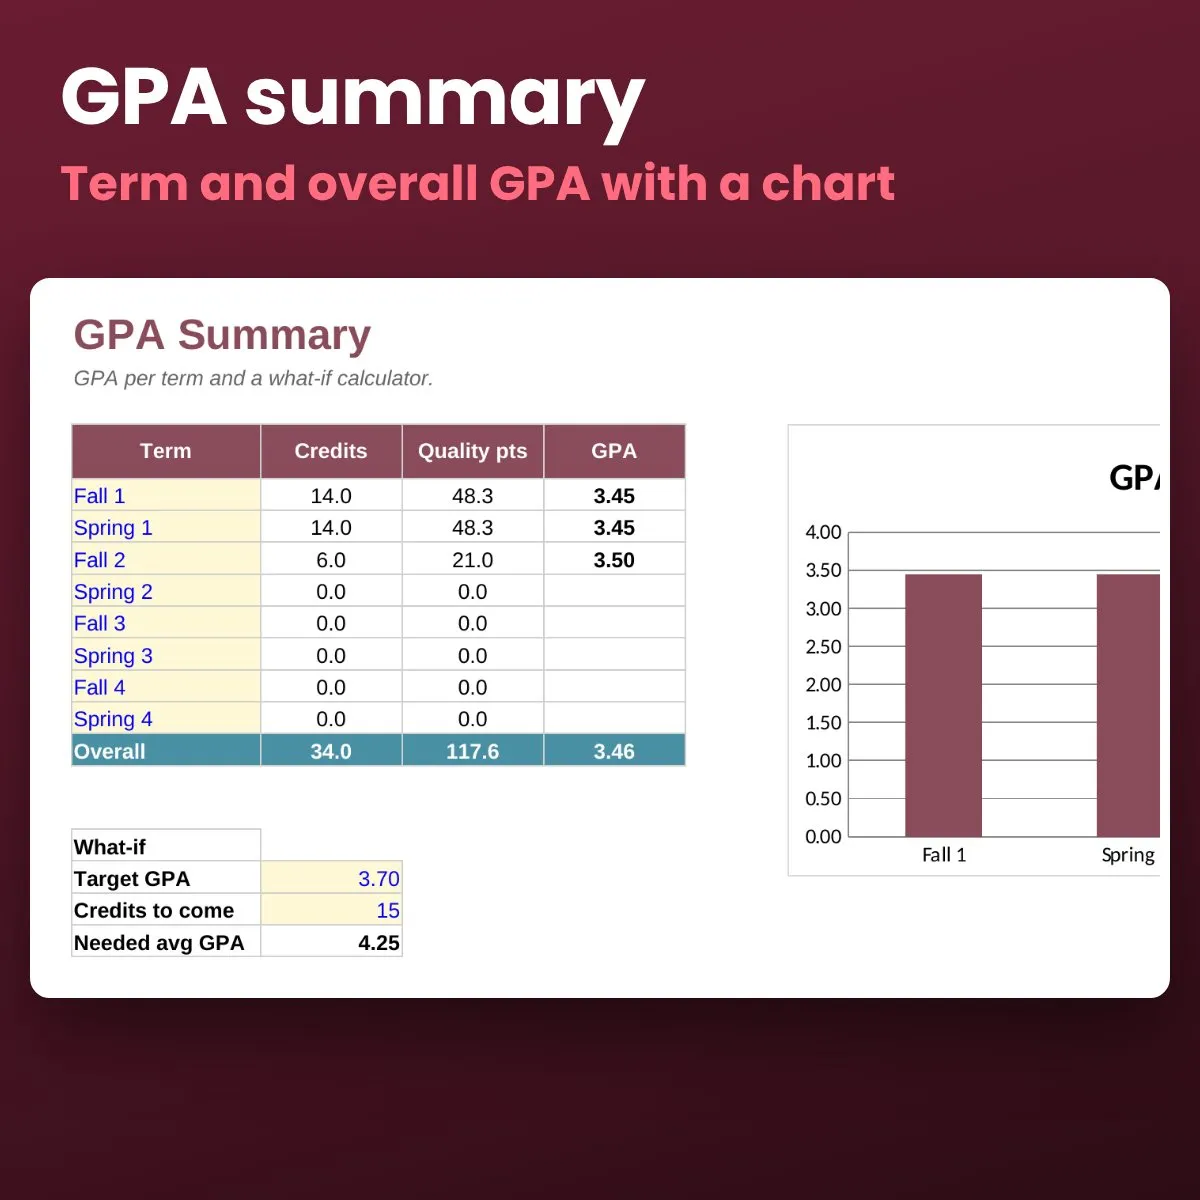 GPA summary
Term and overall GPA with a chart
GPA Summary
GPA per term and a what-if calculator.
Term Credits Quality pts GPA
Fall 1 14.0 48.3 3.45
Spring 1 14.0 48.3 3.45
Fall 2 6.0 21.0 3.50
Spring 2 0.0 0.0
Fall 3 0.0 0.0
Spring 3 0.0 0.0
Fall 4 0.0 0.0
Spring 4 0.0 0.0
Overall 34.0 117.6 3.46
What-if
Target GPA 3.70
Credits to come 15
Needed avg GPA 4.25
GPA
4.00
3.50
3.00
2.50
2.00
1.50
1.00
0.50
0.00
Fall 1 Spring